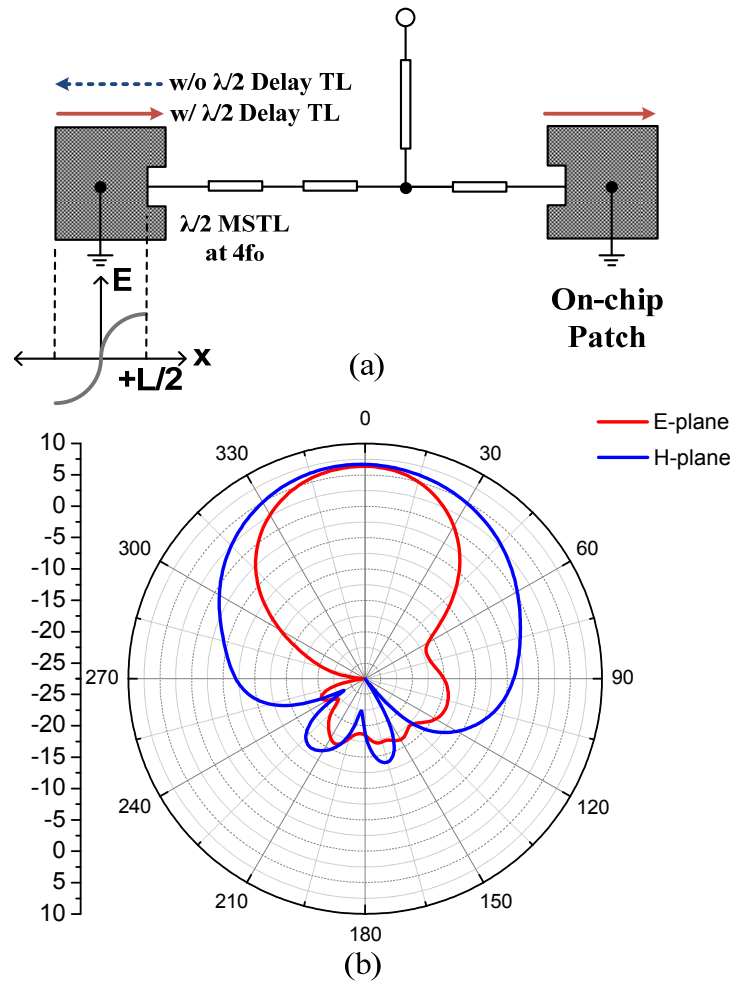 w/o λ/2 Delay TL
w/ λ/2 Delay TL
λ/2 MSTL
at 4fo
E
x
+L/2
On-chip
Patch
(a)
E-plane
H-plane
10
5
0
-5
-10
-15
-20
-25
-25
-20
-15
-10
-5
0
5
10
0
30
60
90
120
150
180
210
240
270
300
330
(b)